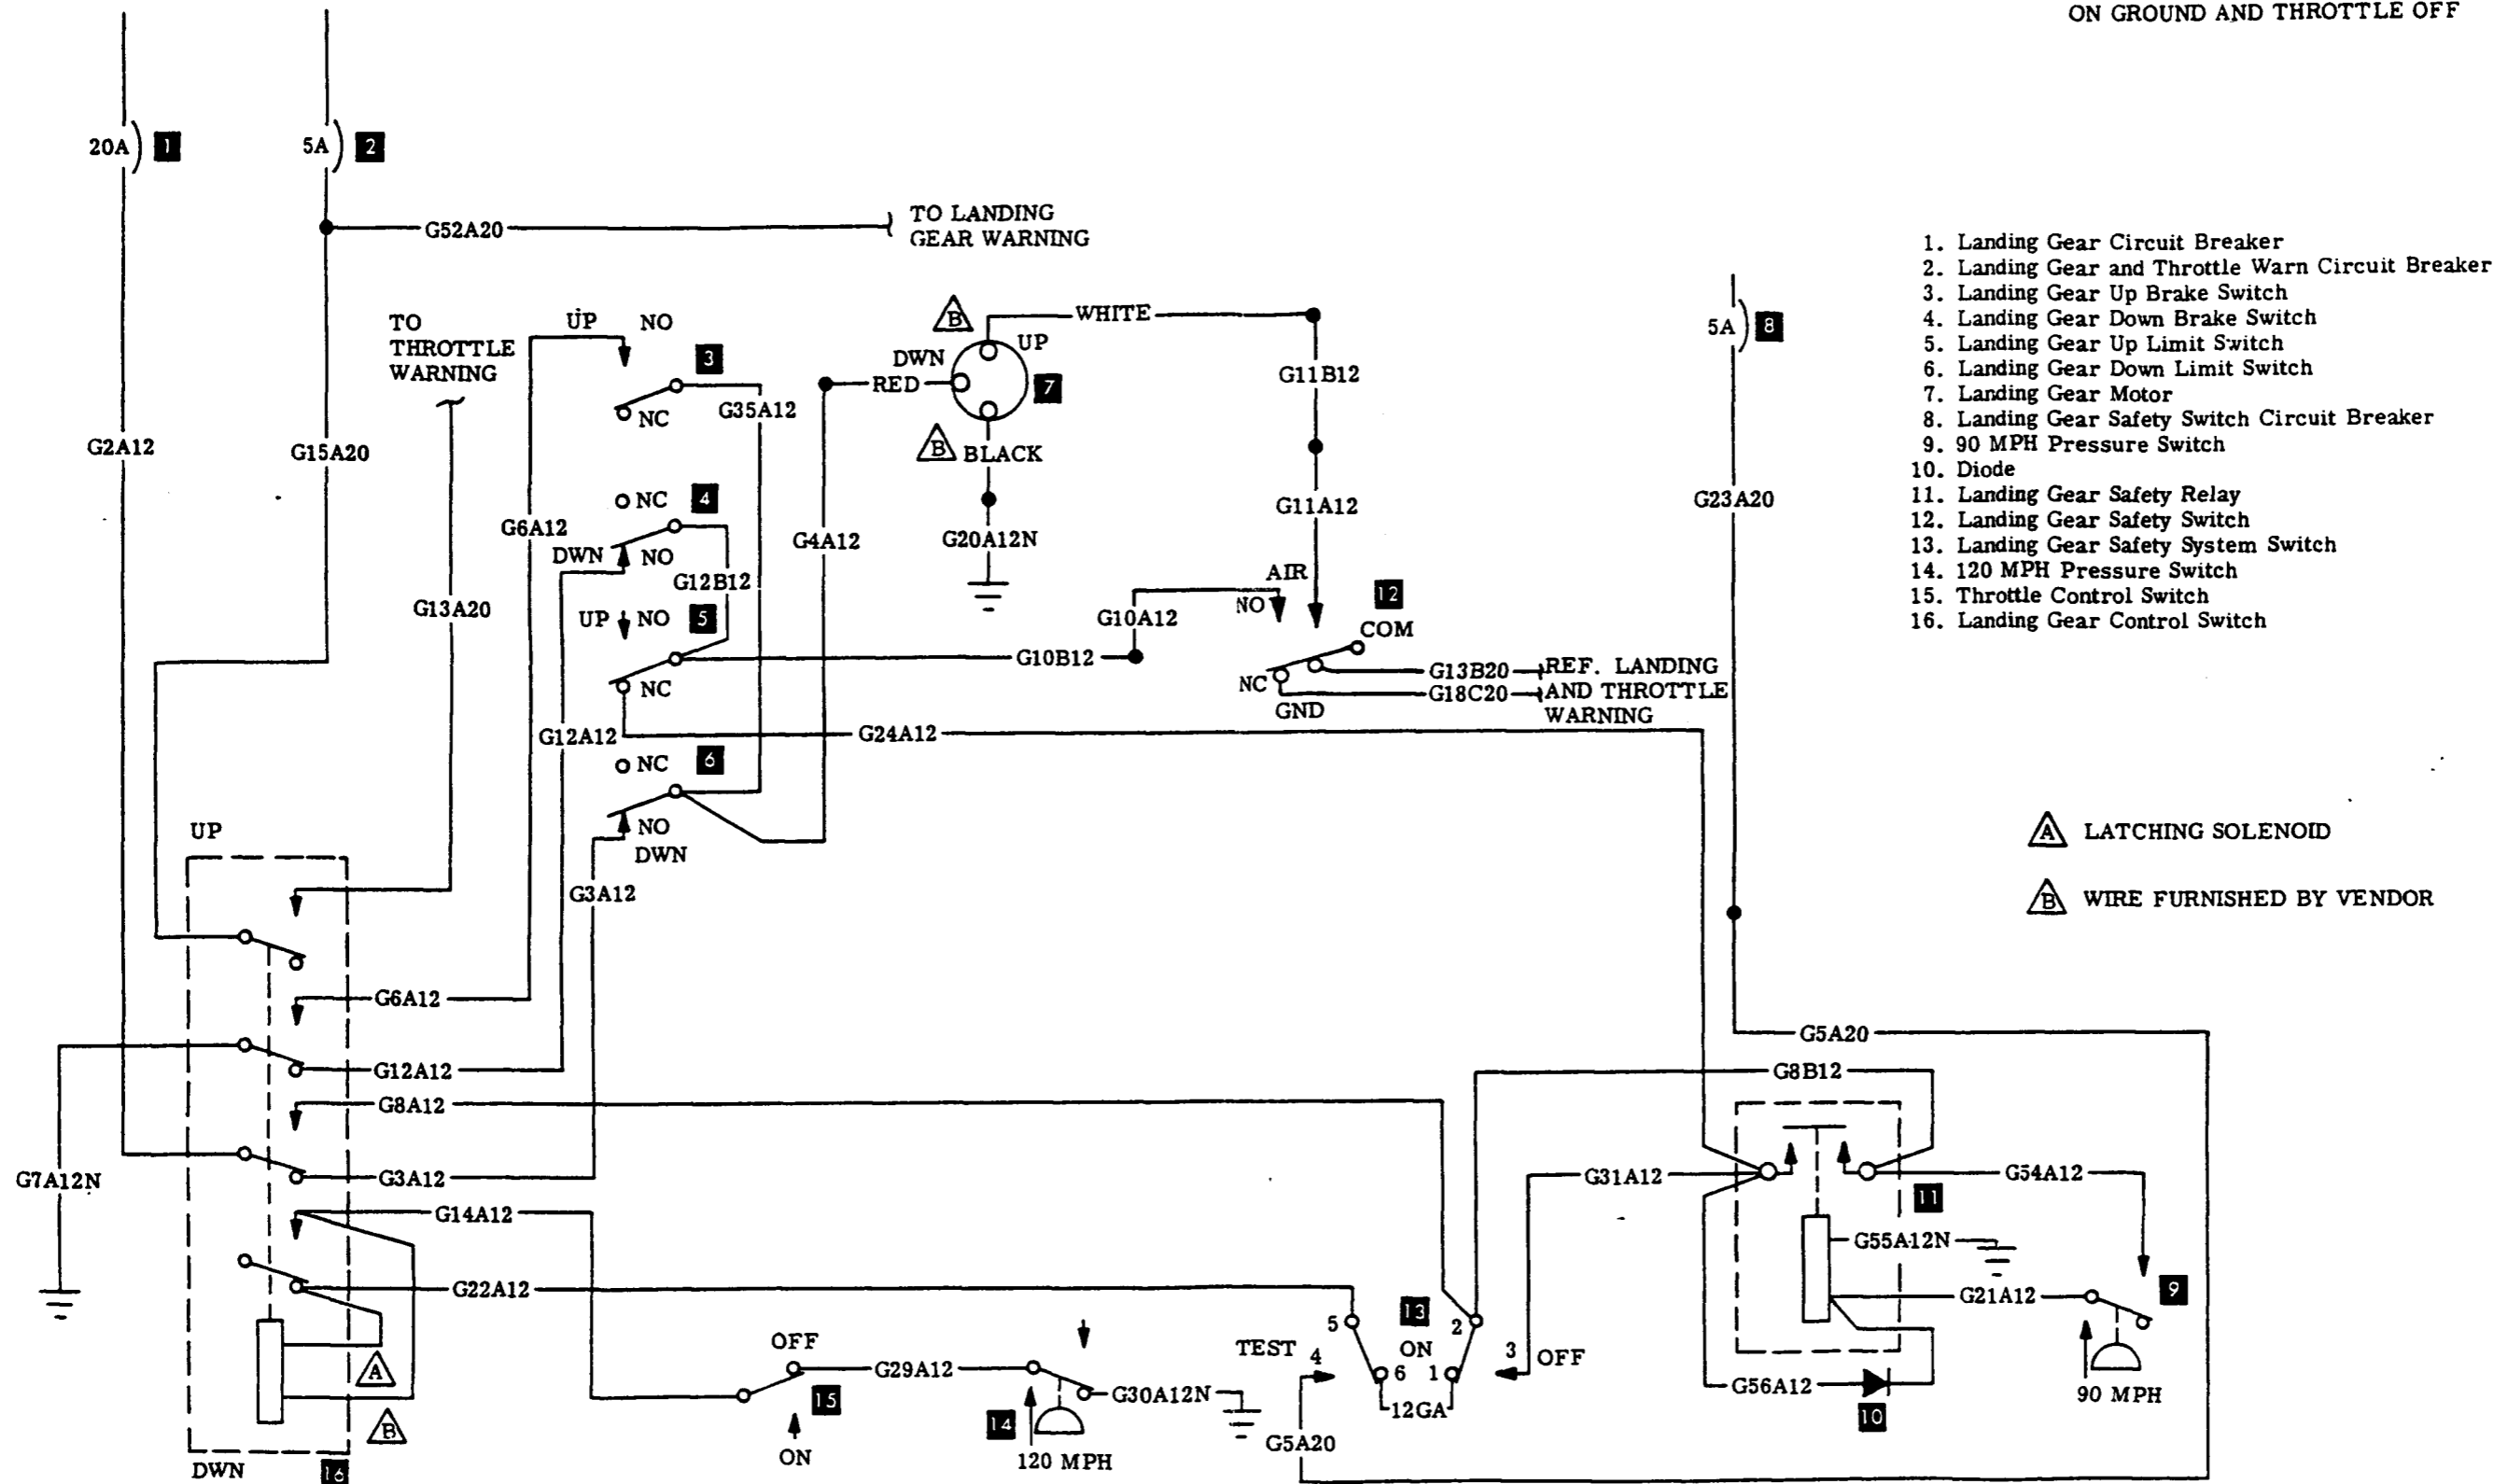 ON GROUND AND THROTTLE OFF
20A
1
5A
2
G52A20
TO LANDING
GEAR WARNING
1. Landing Gear Circuit Breaker
2. Landing Gear and Throttle Warn Circuit Breaker
3. Landing Gear Up Brake Switch
4. Landing Gear Down Brake Switch
5. Landing Gear Up Limit Switch
6. Landing Gear Down Limit Switch
7. Landing Gear Motor
8. Landing Gear Safety Switch Circuit Breaker
9. 90 MPH Pressure Switch
10. Diode
11. Landing Gear Safety Relay
12. Landing Gear Safety Switch
13. Landing Gear Safety System Switch
14. 120 MPH Pressure Switch
15. Throttle Control Switch
16. Landing Gear Control Switch
TO
THROTTLE
WARNING
UP NO
3
NC
G35A12
B
WHITE
UP
DWN
RED
7
B
BLACK
G11B12
5A
8
G2A12
G15A20
NC
4
G6A12
DWN
NO
G12B12
G4A12
G20A12N
G11A12
G23A20
G13A20
UP NO
5
NC
G10B12
G10A12
AIR
NO
12
COM
NC
GND
G13B20
G18C20
REF. LANDING
AND THROTTLE
WARNING
G12A12
G24A12
NC
6
NO
DWN
G3A12
A LATCHING SOLENOID
B WIRE FURNISHED BY VENDOR
UP
G6A12
G12A12
G8A12
G3A12
G7A12N
G14A12
G22A12
A
B
DWN
16
OFF
15
ON
G29A12
14
120 MPH
G30A12N
TEST
4
5
13
ON
2
6
1
12GA
3
OFF
G5A20
G5A20
G8B12
G31A12
G54A12
11
G55A12N
G21A12
9
G56A12
10
90 MPH